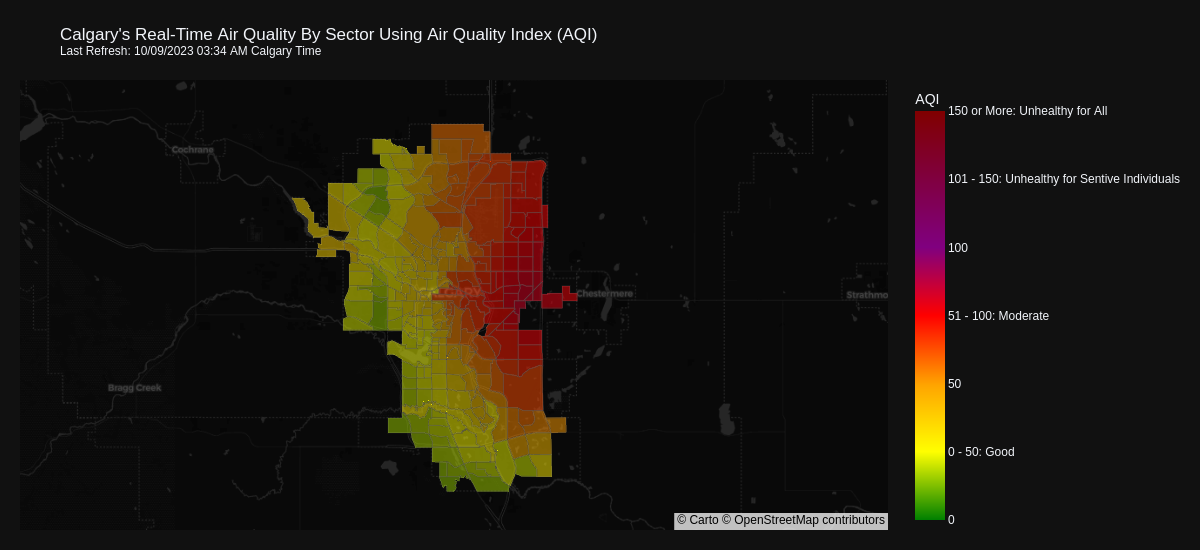 Calgary's Real-Time Air Quality By Sector Using Air Quality Index (AQI)
Last Refresh: 10/09/2023 03:34 AM Calgary Time
AQI
150 or More: Unhealthy for All
Cochrane
101 - 150: Unhealthy for Sentive Individuals
100
CALGARY
Chestermere
Strathmo
51 - 100: Moderate
Bragg Creek
50
0 - 50: Good
0
© Carto © OpenStreetMap contributors